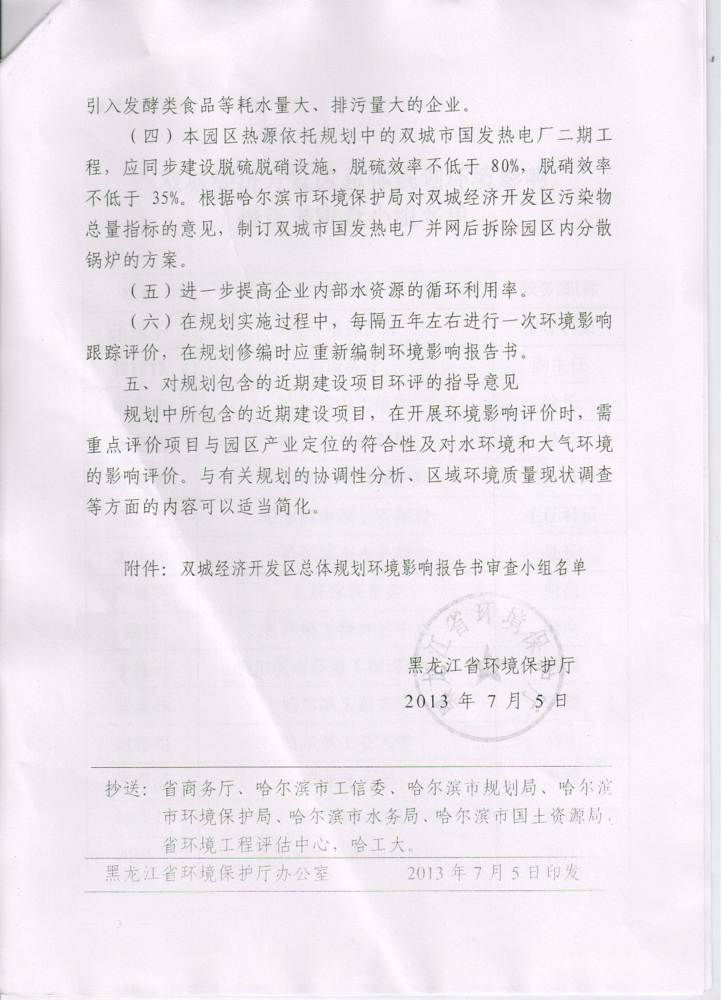 引入发酵类食品等耗水量大、排污量大的企业。
（四）本园区热源依托规划中的双城市国发热电厂二期工
程，应同步建设脱硫脱硝设施，脱硫效率不低于 80%，脱硝效率
不低于 35%。根据哈尔滨市环境保护局对双城经济开发区污染物
总量指标的意见，制订双城市国发热电厂并网后拆除园区内分散
锅炉的方案。
（五）进一步提高企业内部水资源的循环利用率。
（六）在规划实施过程中，每隔五年左右进行一次环境影响
跟踪评价，在规划修编时应重新编制环境影响报告书。
五、对规划包含的近期建设项目环评的指导意见
规划中所包含的近期建设项目，在开展环境影响评价时，需
重点评价项目与园区产业定位的符合性及对水环境和大气环境
的影响评价。与有关规划的协调性分析、区域环境质量现状调查
等方面的内容可以适当简化。
附件：双城经济开发区总体规划环境影响报告书审查小组名单
黑龙江省环境保护厅
黑龙江省环境保护厅
2013 年 7 月 5 日
抄送：省商务厅、哈尔滨市工信委、哈尔滨市规划局、哈尔滨
市环境保护局、哈尔滨市水务局、哈尔滨市国土资源局、
省环境工程评估中心，哈工大。
黑龙江省环境保护厅办公室 2013 年 7 月 5 日印发
3